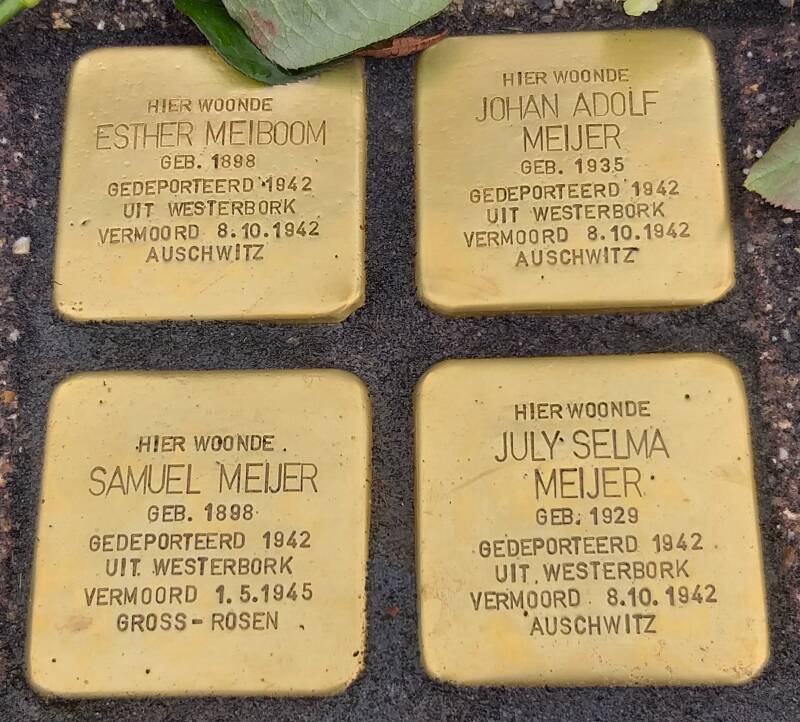 HIER WOONDE
ESTHER MEIBOOM
GEB. 1898
GEDEPORTEERD 1942
UIT WESTERBORK
VERMOORD 8.10.1942
AUSCHWITZ
HIER WOONDE
JOHAN ADOLF
MEIJER
GEB. 1935
GEDEPORTEERD 1942
UIT WESTERBORK
VERMOORD 8.10.1942
AUSCHWITZ
HIER WOONDE
SAMUEL MEIJER
GEB. 1898
GEDEPORTEERD 1942
UIT WESTERBORK
VERMOORD 1.5.1945
GROSS-ROSEN
HIER WOONDE
JULY SELMA
MEIJER
GEB. 1929
GEDEPORTEERD 1942
UIT WESTERBORK
VERMOORD 8.10.1942
AUSCHWITZ